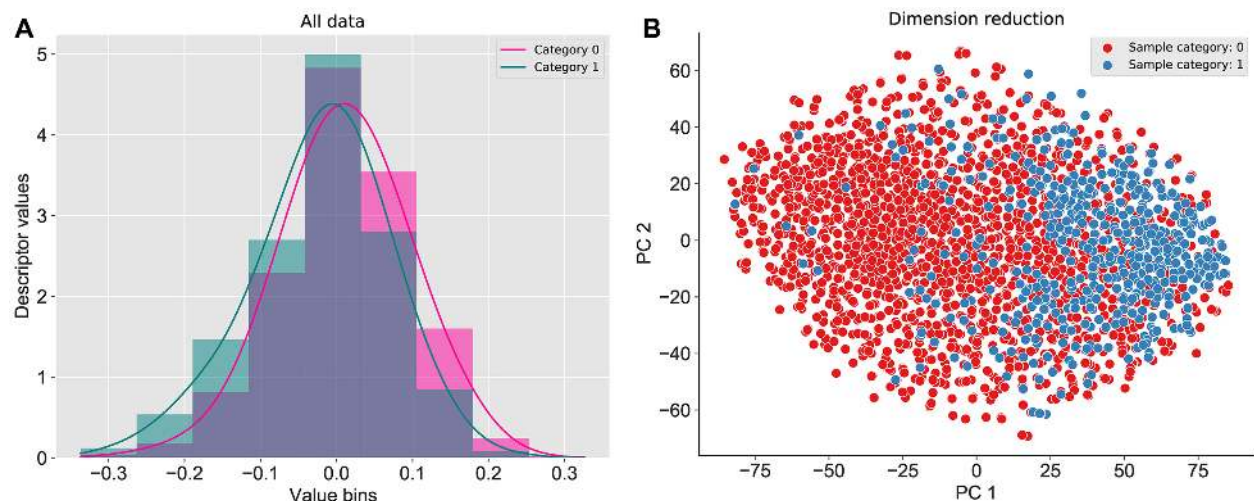 A
All data
Descriptor values
5
4
3
2
1
0
Category 0
Category 1
−0.3
−0.2
−0.1
0.0
0.1
0.2
0.3
Value bins
B
Dimension reduction
PC 2
60
40
20
0
−20
−40
−60
Sample category: 0
Sample category: 1
−75
−50
−25
0
25
50
75
PC 1